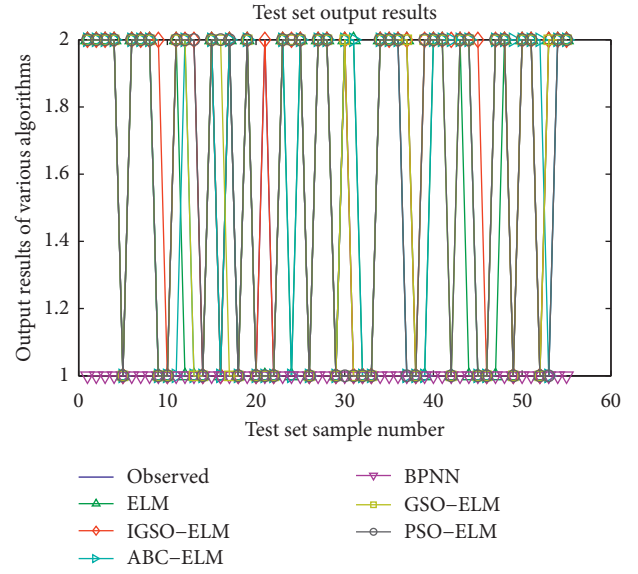 Test set output results
Output results of various algorithms
2
1.8
1.6
1.4
1.2
1
0 10 20 30 40 50 60
Test set sample number
Observed
ELM
IGSO–ELM
ABC–ELM
BPNN
GSO–ELM
PSO–ELM